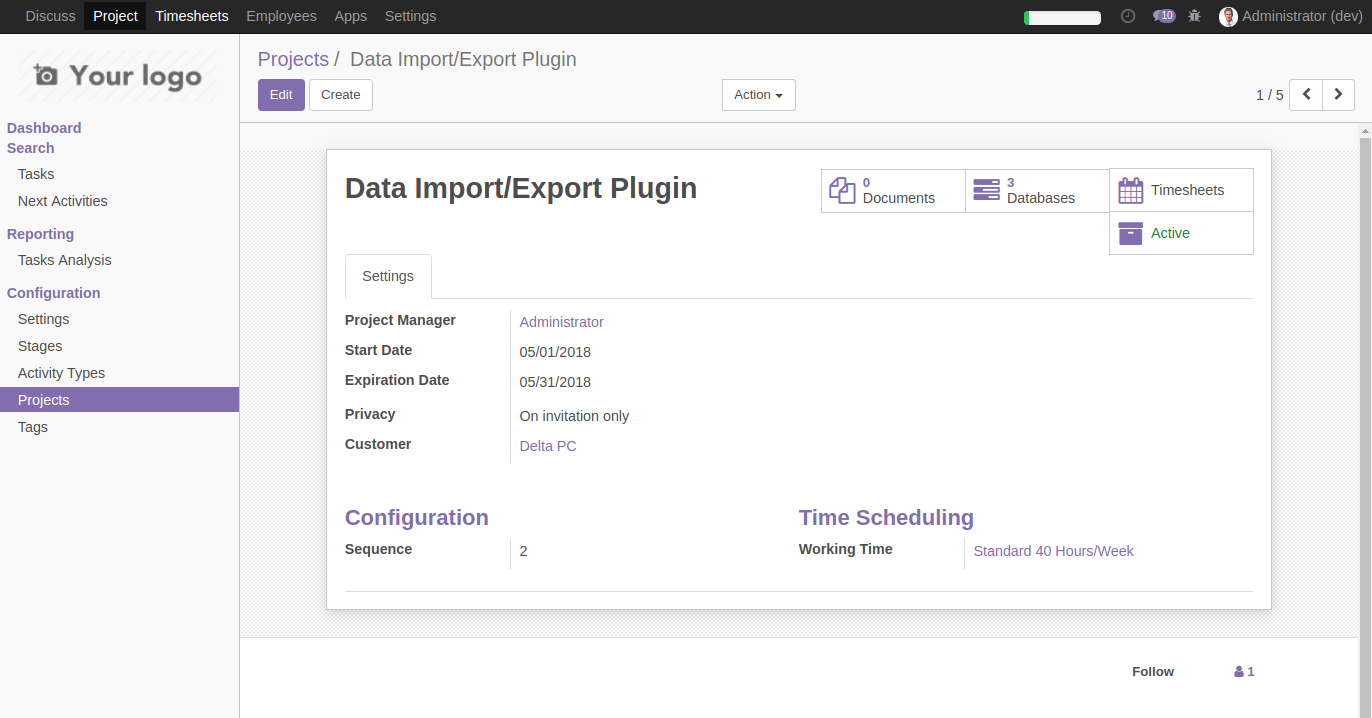 Discuss Project Timesheets Employees Apps Settings 10 Administrator (dev)
Your logo
Projects / Data Import/Export Plugin
Edit Create Action 1 / 5
Dashboard
Search
Tasks
Next Activities
Reporting
Tasks Analysis
Configuration
Settings
Stages
Activity Types
Projects
Tags
Data Import/Export Plugin
0
Documents
3
Databases
Timesheets
Active
Settings
Project Manager Administrator
Start Date 05/01/2018
Expiration Date 05/31/2018
Privacy On invitation only
Customer Delta PC
Configuration Time Scheduling
Sequence 2 Working Time Standard 40 Hours/Week
Follow 1